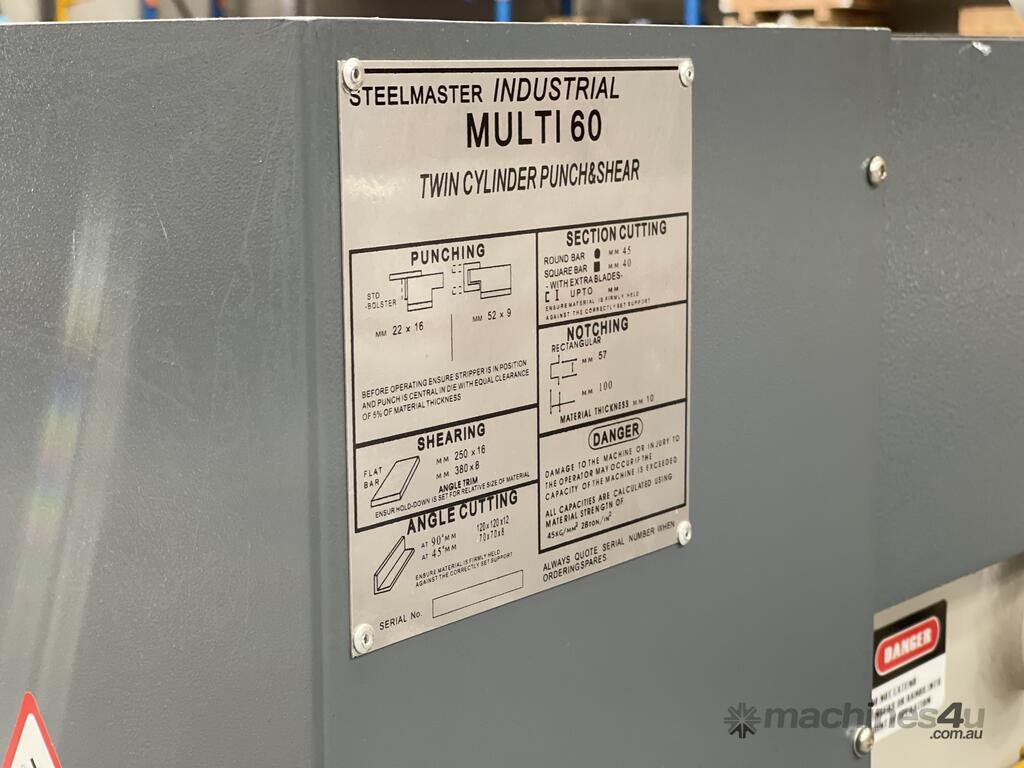 STEELMASTER INDUSTRIAL
MULTI 60
TWIN CYLINDER PUNCH&SHEAR
PUNCHING
STD
-BOLSTER
MM 22 x 16
MM 52 x 9
BEFORE OPERATING ENSURE STRIPPER IS IN POSITION
AND PUNCH IS CENTRAL IN DIE WITH EQUAL CLEARANCE
OF 5% OF MATERIAL THICKNESS
SHEARING
FLAT
BAR
MM 250 x 16
MM 380x8
ANGLE TRIM
ENSUR HOLD-DOWN IS SET FOR RELATIVE SIZE OF MATERIAL
ANGLE CUTTING
AT 90° MM 120x120x12
AT 45° MM 70x70x8
ENSURE MATERIAL IS FIRMLY HELD
AGAINST THE CORRECTLY SET SUPPORT
SERIAL No.
SECTION CUTTING
ROUND BAR MM 45
SQUARE BAR MM 40
-WITH EXTRA BLADES-
UPTO MM
ENSURE MATERIAL IS FIRMLY HELD
AGAINST THE CORRECTLY SET SUPPORT
NOTCHING
RECTANGULAR
MM 57
MM 100
MATERIAL THICKNESS MM 10
DANGER
DAMAGE TO THE MACHINE OR INJURY TO
THE OPERATOR MAY OCCUR IF THE
CAPACITY OF THE MACHINE IS EXCEEDED
ALL CAPACITIES ARE CALCULATED USING
MATERIAL STRENGTH OF
45KG/MM² 28TON/IN²
ALWAYS QUOTE SERIAL NUMBER WHEN
ORDERING SPARES.
DANGER
NOT EXTEND
machines4u
.com.au